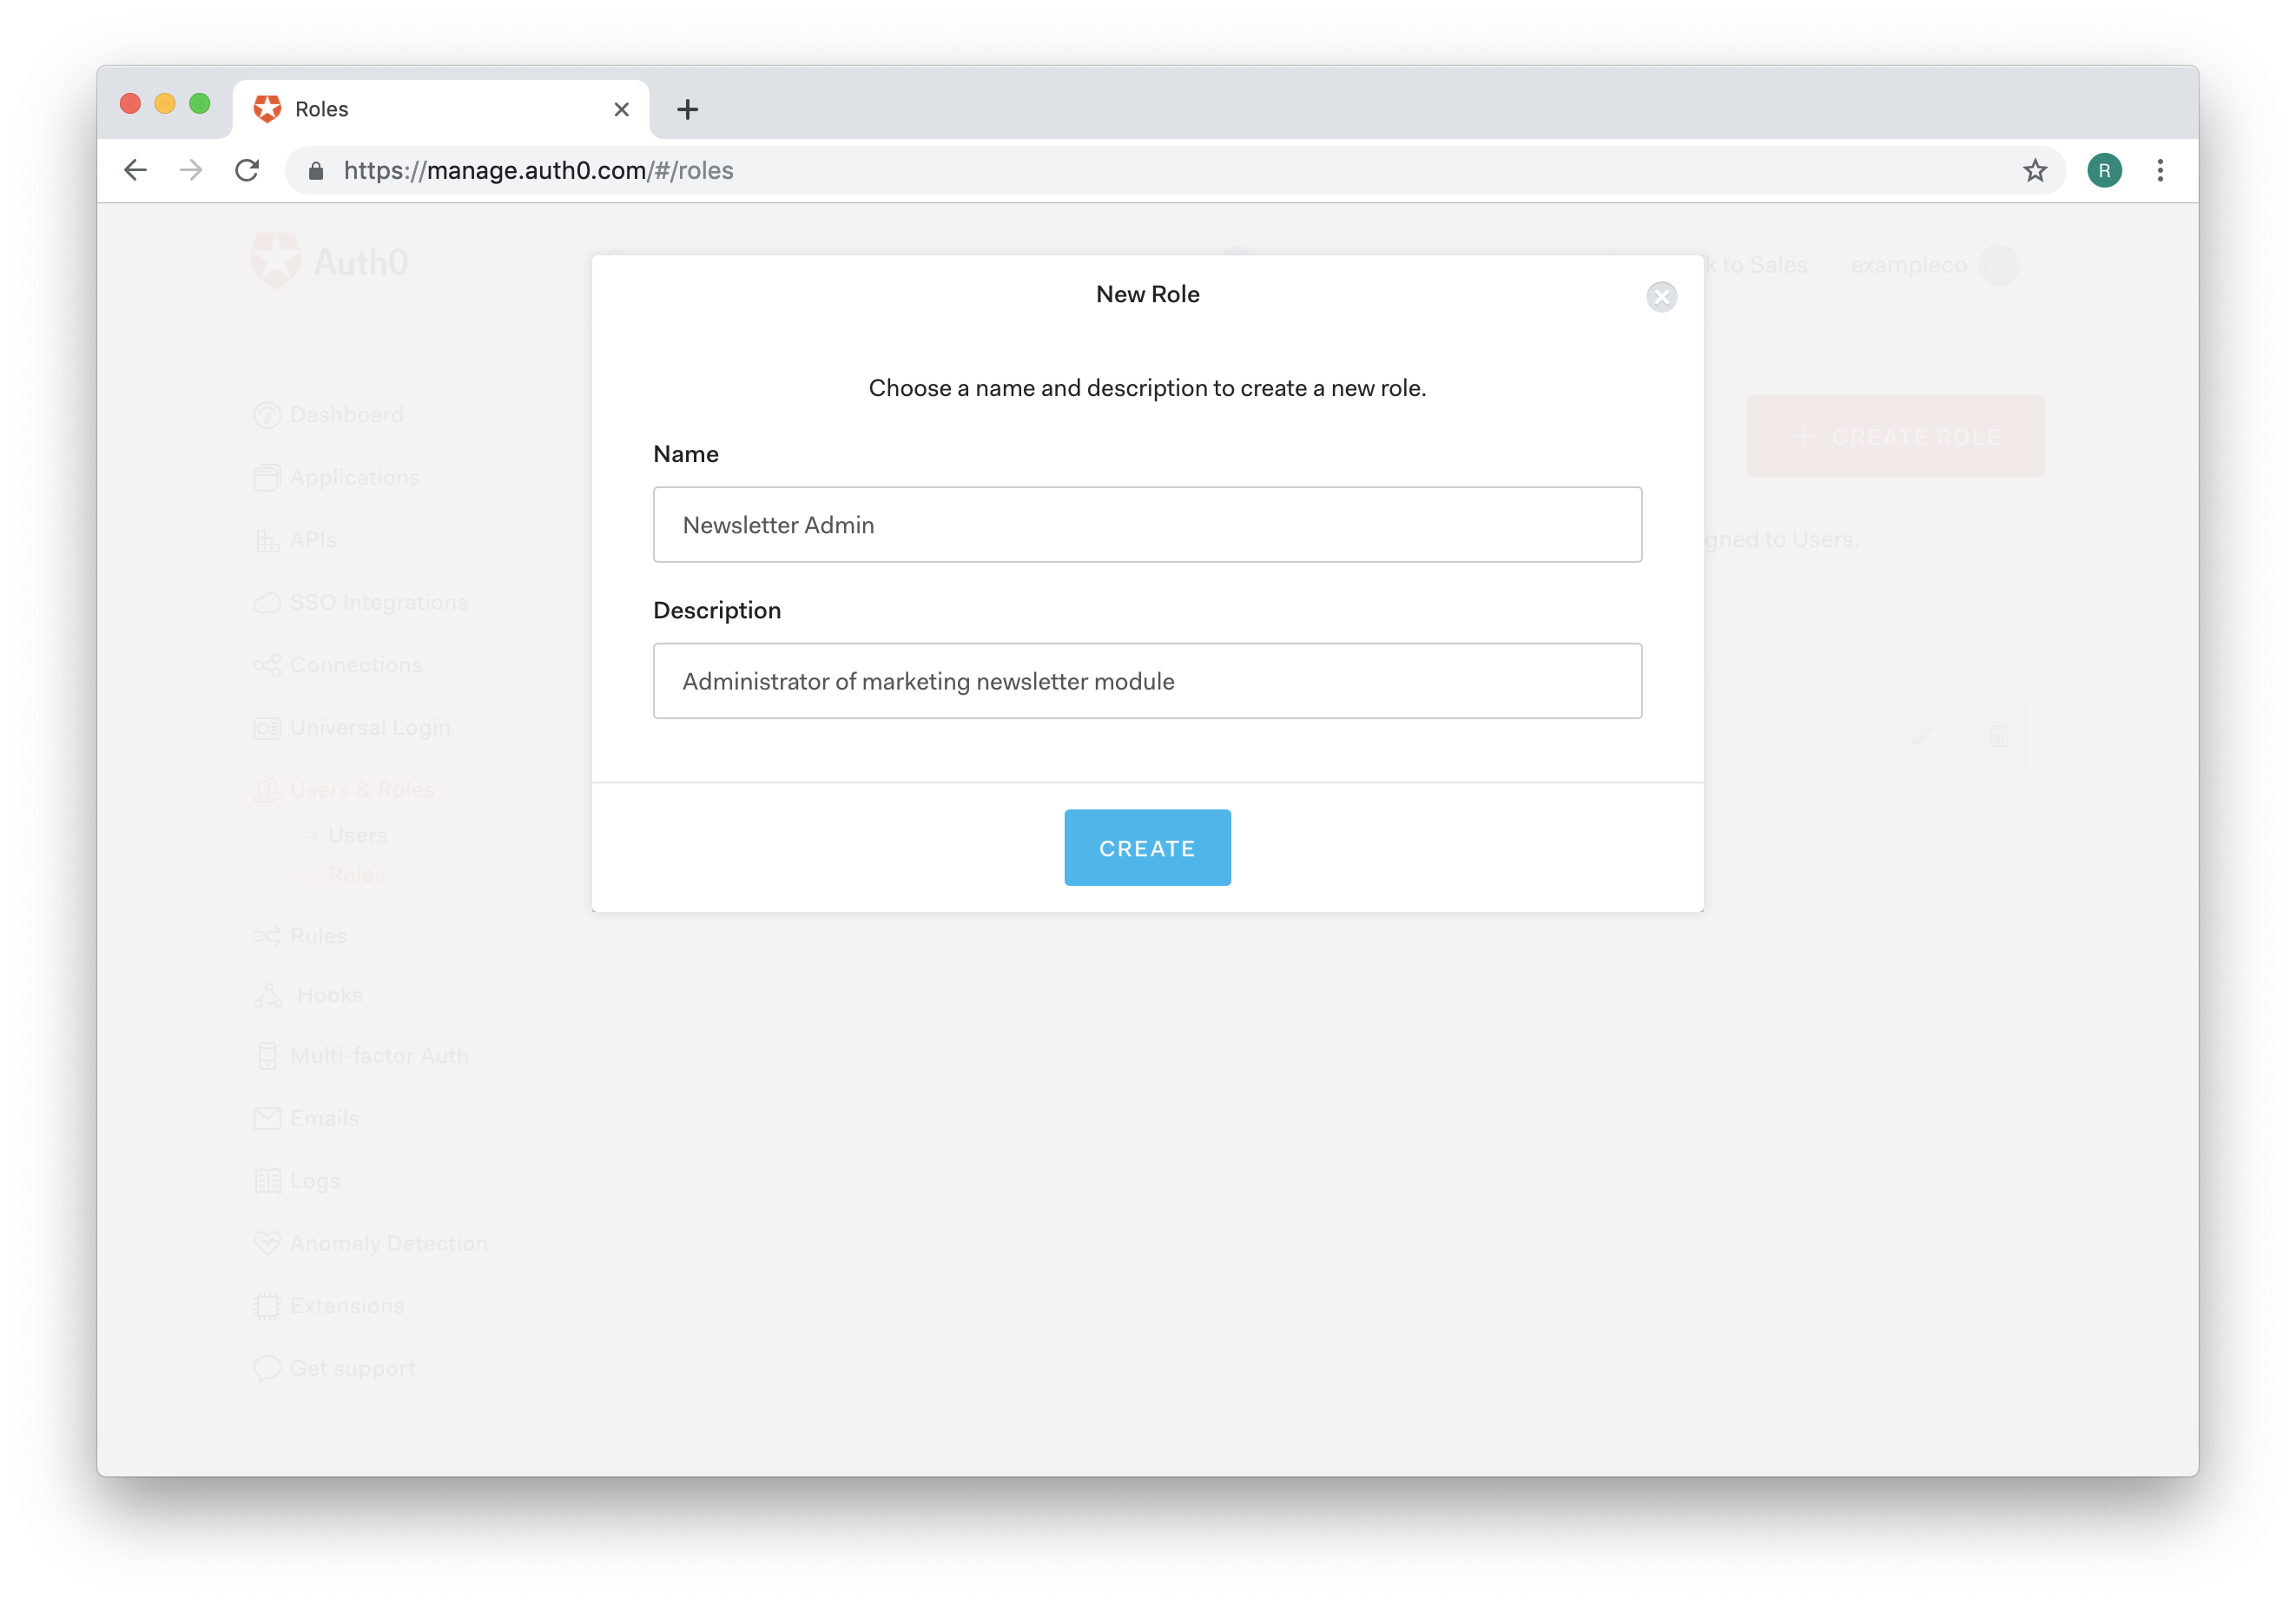 Roles
https://manage.auth0.com/#/roles
R
Auth0
k to Sales
exampleco
New Role
Choose a name and description to create a new role.
Name
Newsletter Admin
Description
Administrator of marketing newsletter module
CREATE
CREATE ROLE
gned to Users.
Dashboard
Applications
APIs
SSO Integrations
Connections
Universal Login
Users & Roles
Users
Roles
Rules
Hooks
Multi-factor Auth
Emails
Logs
Anomaly Detection
Extensions
Get support